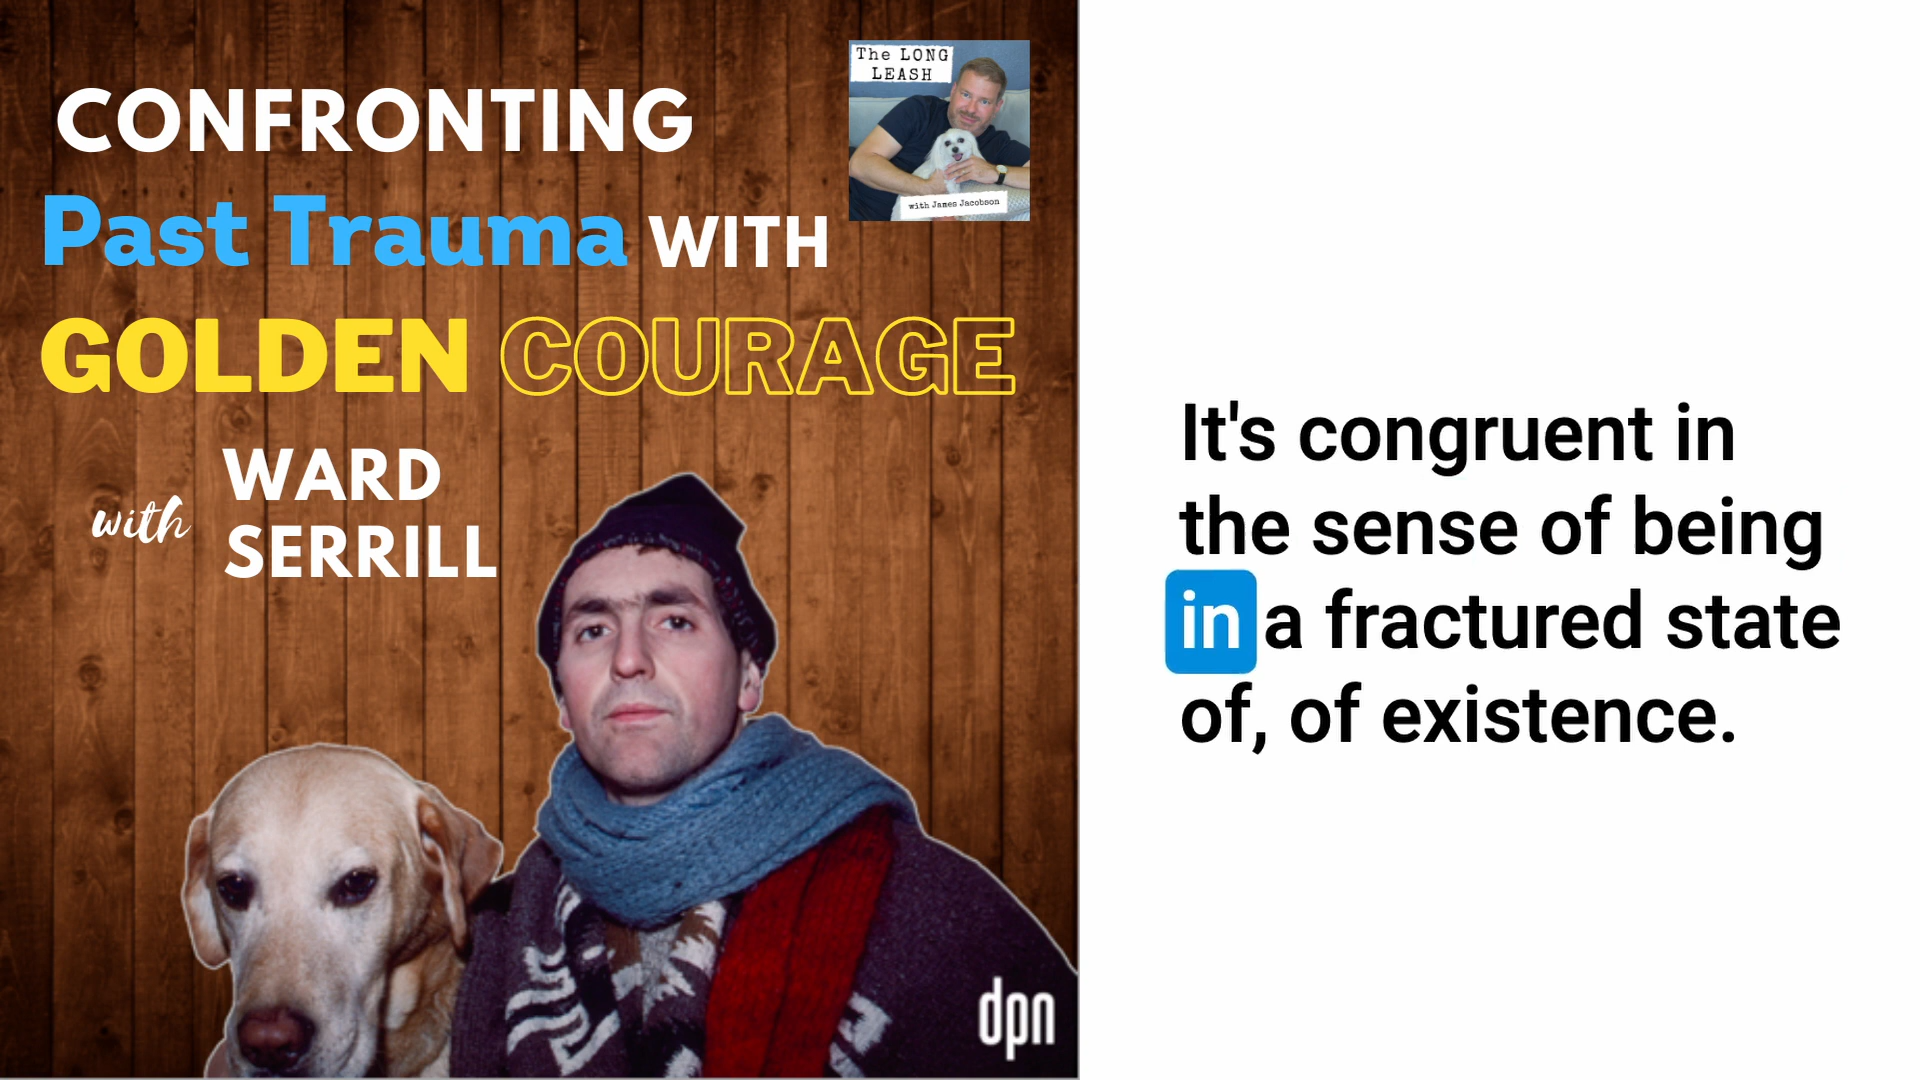 The LONG
LEASH
with James Jacobson
CONFRONTING
Past Trauma WITH
GOLDEN COURAGE
with WARD
SERRILL
dpn
It's congruent in
the sense of being
in a fractured state
of, of existence.